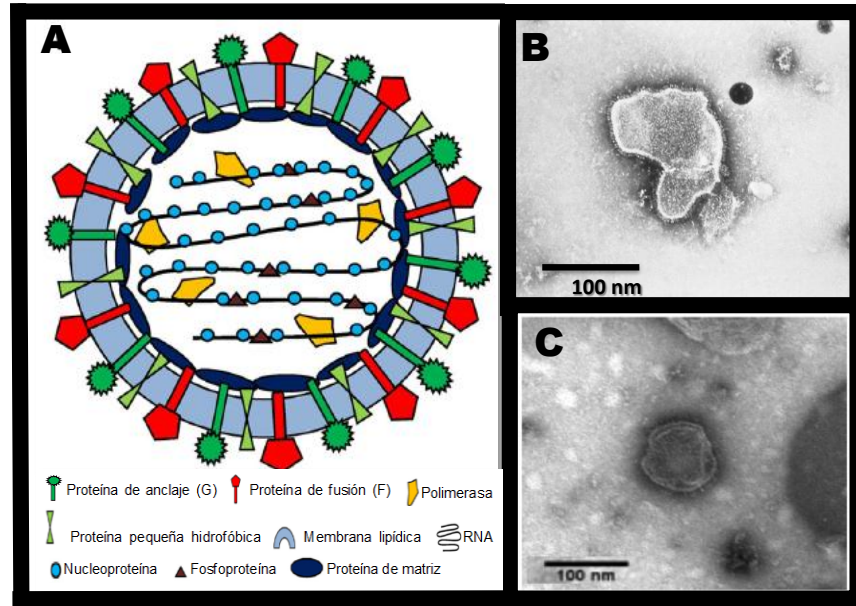 A
B
100 nm
C
100 nm
Proteína de anclaje (G) Proteína de fusión (F) Polimerasa
Proteína pequeña hidrofóbica Membrana lipídica RNA
Nucleoproteína Fosfoproteína Proteína de matriz